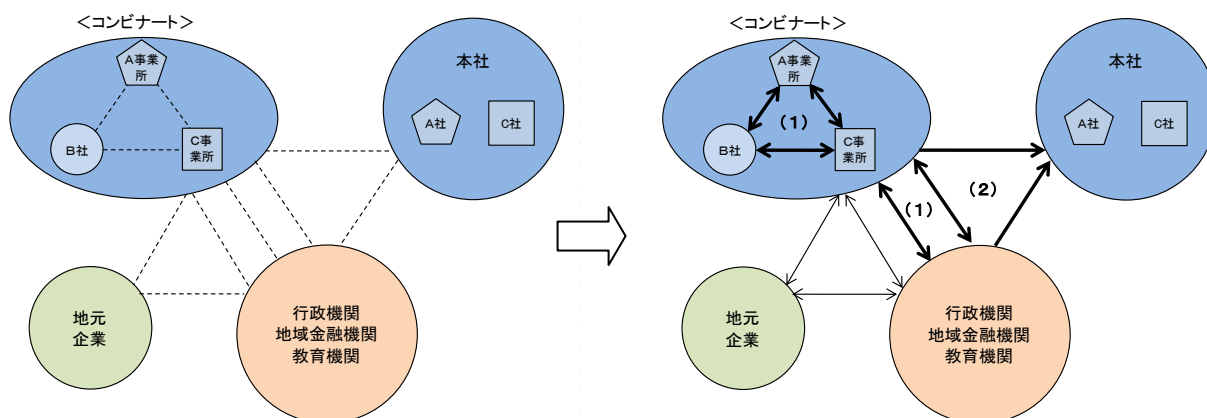 ＜コンビナート＞
A事業
所
B社
C事
業所
本社
A社
C社
地元
企業
行政機関
地域金融機関
教育機関
＜コンビナート＞
A事業
所
（1）
B社
C事
業所
本社
A社
C社
（2）
（1）
地元
企業
行政機関
地域金融機関
教育機関